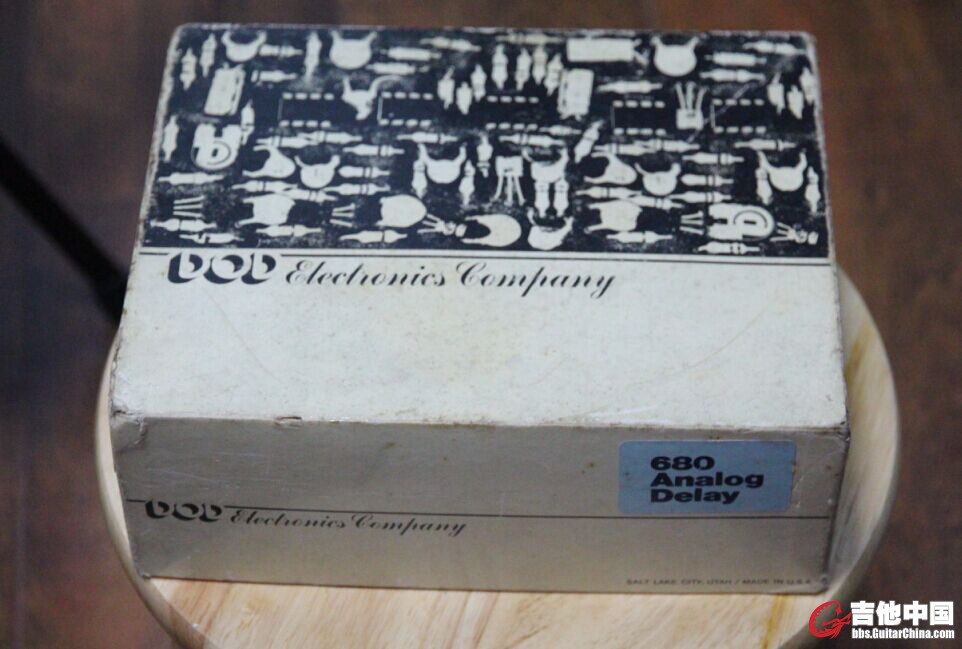 DOD Electronics Company
680
Analog
Delay
DOD Electronics Company
SALT LAKE CITY, UTAH / MADE IN U.S.A.
吉他中国
bbs.GuitarChina.com